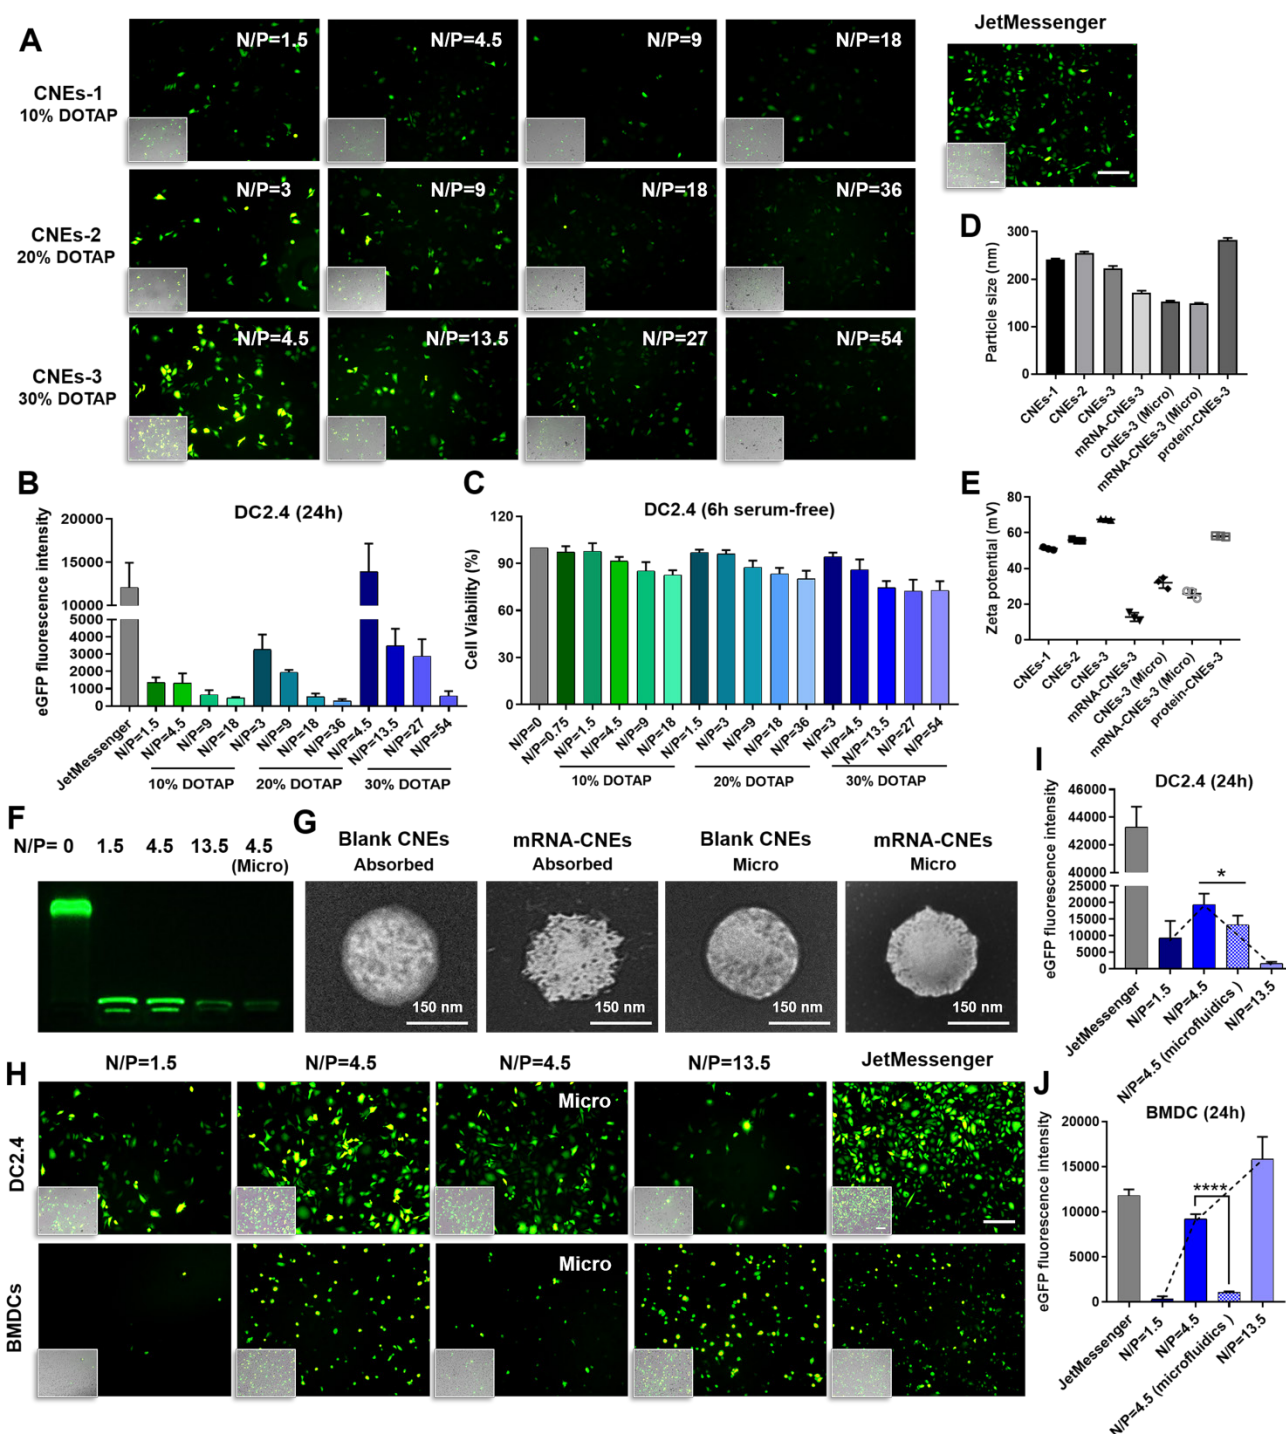 A
N/P=1.5
N/P=4.5
N/P=9
N/P=18
JetMessenger
CNEs-1
10% DOTAP
N/P=3
N/P=9
N/P=18
N/P=36
CNEs-2
20% DOTAP
N/P=4.5
N/P=13.5
N/P=27
N/P=54
CNEs-3
30% DOTAP
D
Particle size (nm)
300
200
100
0
CNEs-1
CNEs-2
CNEs-3
mRNA-CNEs-3
CNEs-3 (Micro)
mRNA-CNEs-3 (Micro)
protein-CNEs-3
B
DC2.4 (24h)
eGFP fluorescence intensity
20000
15000
10000
5000
4000
3000
2000
1000
0
JetMessenger
N/P=1.5
N/P=4.5
N/P=9
N/P=18
N/P=3
N/P=9
N/P=18
N/P=36
N/P=4.5
N/P=13.5
N/P=27
N/P=54
10% DOTAP
20% DOTAP
30% DOTAP
C
DC2.4 (6h serum-free)
Cell Viability (%)
120
90
60
30
0
N/P=0
N/P=0.75
N/P=1.5
N/P=4.5
N/P=9
N/P=18
N/P=1.5
N/P=3
N/P=9
N/P=18
N/P=36
N/P=3
N/P=4.5
N/P=13.5
N/P=27
N/P=54
10% DOTAP
20% DOTAP
30% DOTAP
E
Zeta potential (mV)
80
60
40
20
0
CNEs-1
CNEs-2
CNEs-3
mRNA-CNEs-3
CNEs-3 (Micro)
mRNA-CNEs-3 (Micro)
protein-CNEs-3
F
N/P= 0 1.5 4.5 13.5 4.5
(Micro)
G
Blank CNEs
Absorbed
150 nm
mRNA-CNEs
Absorbed
150 nm
Blank CNEs
Micro
150 nm
mRNA-CNEs
Micro
150 nm
I
DC2.4 (24h)
eGFP fluorescence intensity
46000
44000
42000
40000
25000
20000
15000
10000
5000
0
*
JetMessenger
N/P=1.5
N/P=4.5
N/P=4.5 (microfluidics )
N/P=13.5
H
N/P=1.5
N/P=4.5
N/P=4.5
N/P=13.5
JetMessenger
DC2.4
Micro
BMDCs
Micro
J
BMDC (24h)
eGFP fluorescence intensity
20000
15000
10000
5000
0
****
JetMessenger
N/P=1.5
N/P=4.5
N/P=4.5 (microfluidics )
N/P=13.5